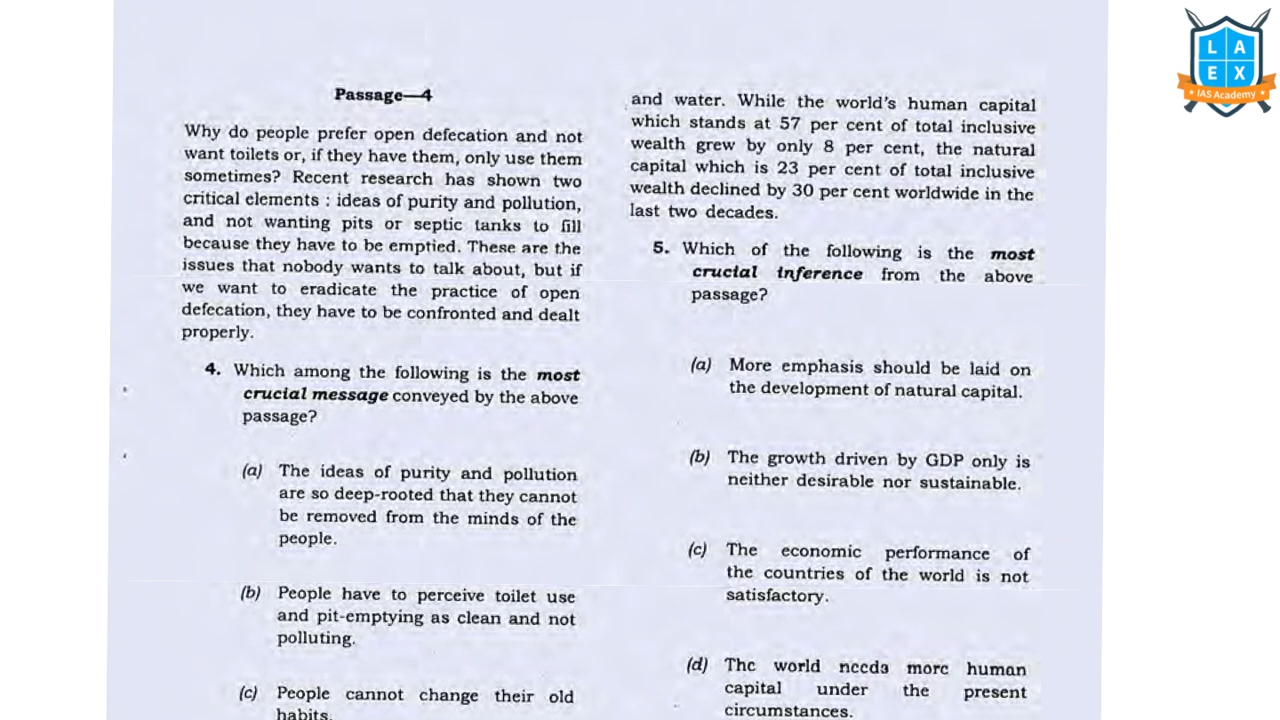 Passage—4
Why do people prefer open defecation and not
want toilets or, if they have them, only use them
sometimes? Recent research has shown two
critical elements : ideas of purity and pollution,
and not wanting pits or septic tanks to fill
because they have to be emptied. These are the
issues that nobody wants to talk about, but if
we want to eradicate the practice of open
defecation, they have to be confronted and dealt
properly.
4. Which among the following is the most
crucial message conveyed by the above
passage?
(a) The ideas of purity and pollution
are so deep-rooted that they cannot
be removed from the minds of the
people.
(b) People have to perceive toilet use
and pit-emptying as clean and not
polluting.
(c) People cannot change their old
habits.
and water. While the world's human capital
which stands at 57 per cent of total inclusive
wealth grew by only 8 per cent, the natural
capital which is 23 per cent of total inclusive
wealth declined by 30 per cent worldwide in the
last two decades.
5. Which of the following is the most
crucial inference from the above
passage?
(a) More emphasis should be laid on
the development of natural capital.
(b) The growth driven by GDP only is
neither desirable nor sustainable.
(c) The economic performance of
the countries of the world is not
satisfactory.
(d) The world needs more human
capital under the present
circumstances.
L A
E X
IAS Academy